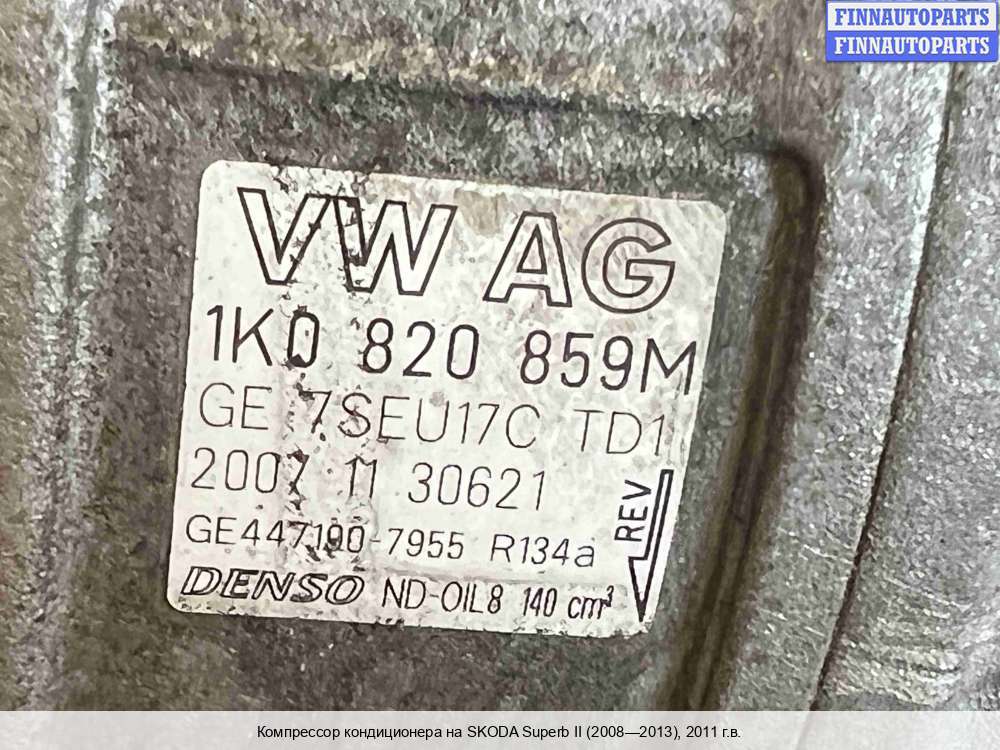 FINNAUTOPARTS
FINNAUTOPARTS
VW AG
1K0 820 859M
GE 7SEU17C TD1
2007 11 30621
REV
GE447190-7955 R134a
DENSO ND-OIL8 140 cm³
Компрессор кондиционера на SKODA Superb II (2008—2013), 2011 г.в.